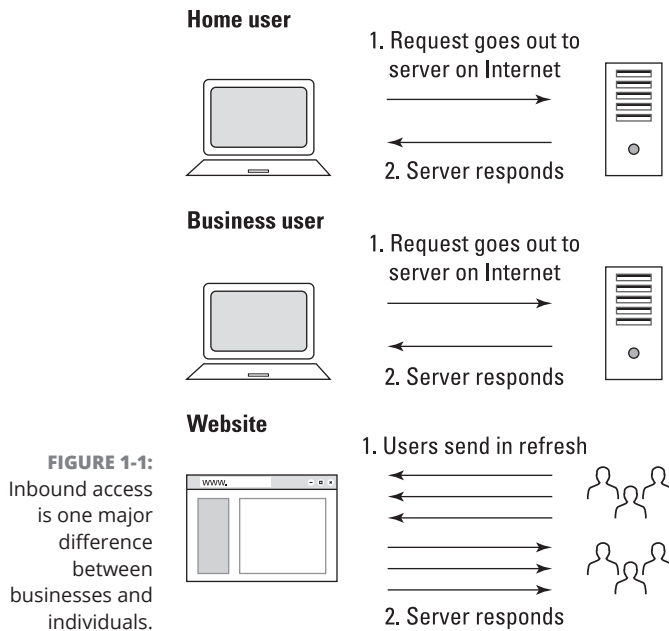 Home user
1. Request goes out to
server on Internet
2. Server responds
Business user
1. Request goes out to
server on Internet
2. Server responds
Website
1. Users send in refresh
www.
2. Server responds
FIGURE 1-1:
Inbound access
is one major
difference
between
businesses and
individuals.